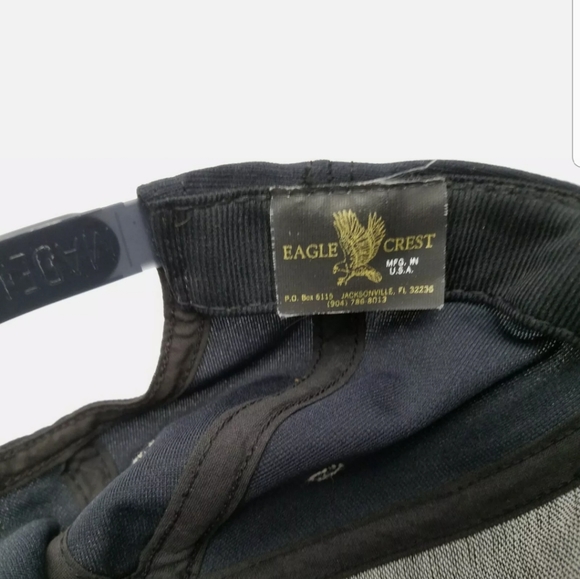 EAGLE CREST
MFG. IN
U.S.A.
P.O. Box 6115 JACKSONVILLE, FL 32236
(904) 786-8013